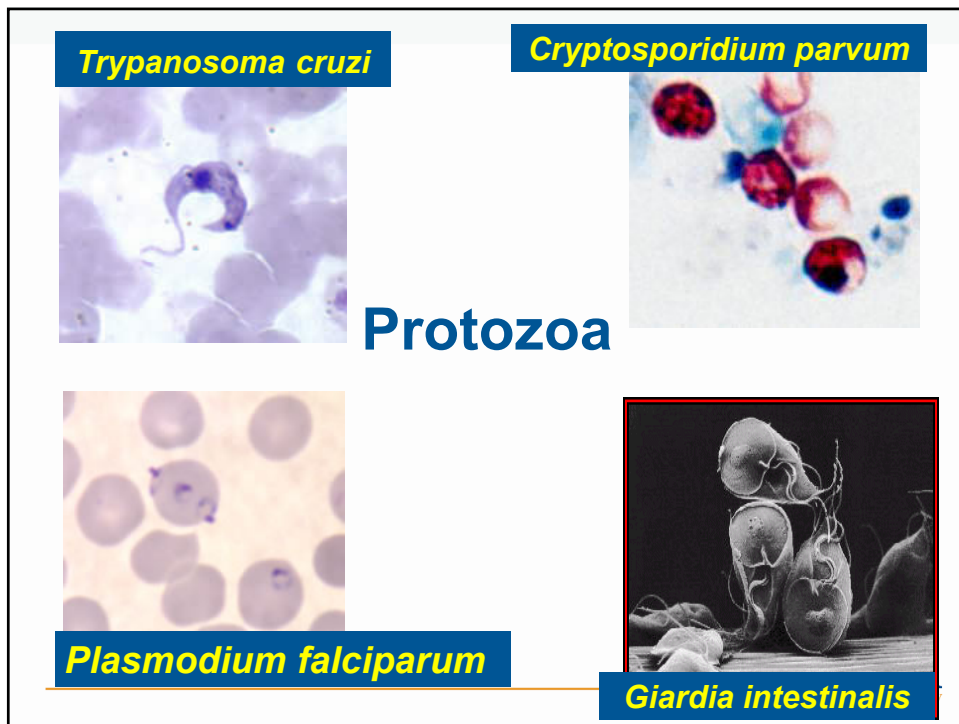 Trypanosoma cruzi
Cryptosporidium parvum
Protozoa
Plasmodium falciparum
Giardia intestinalis